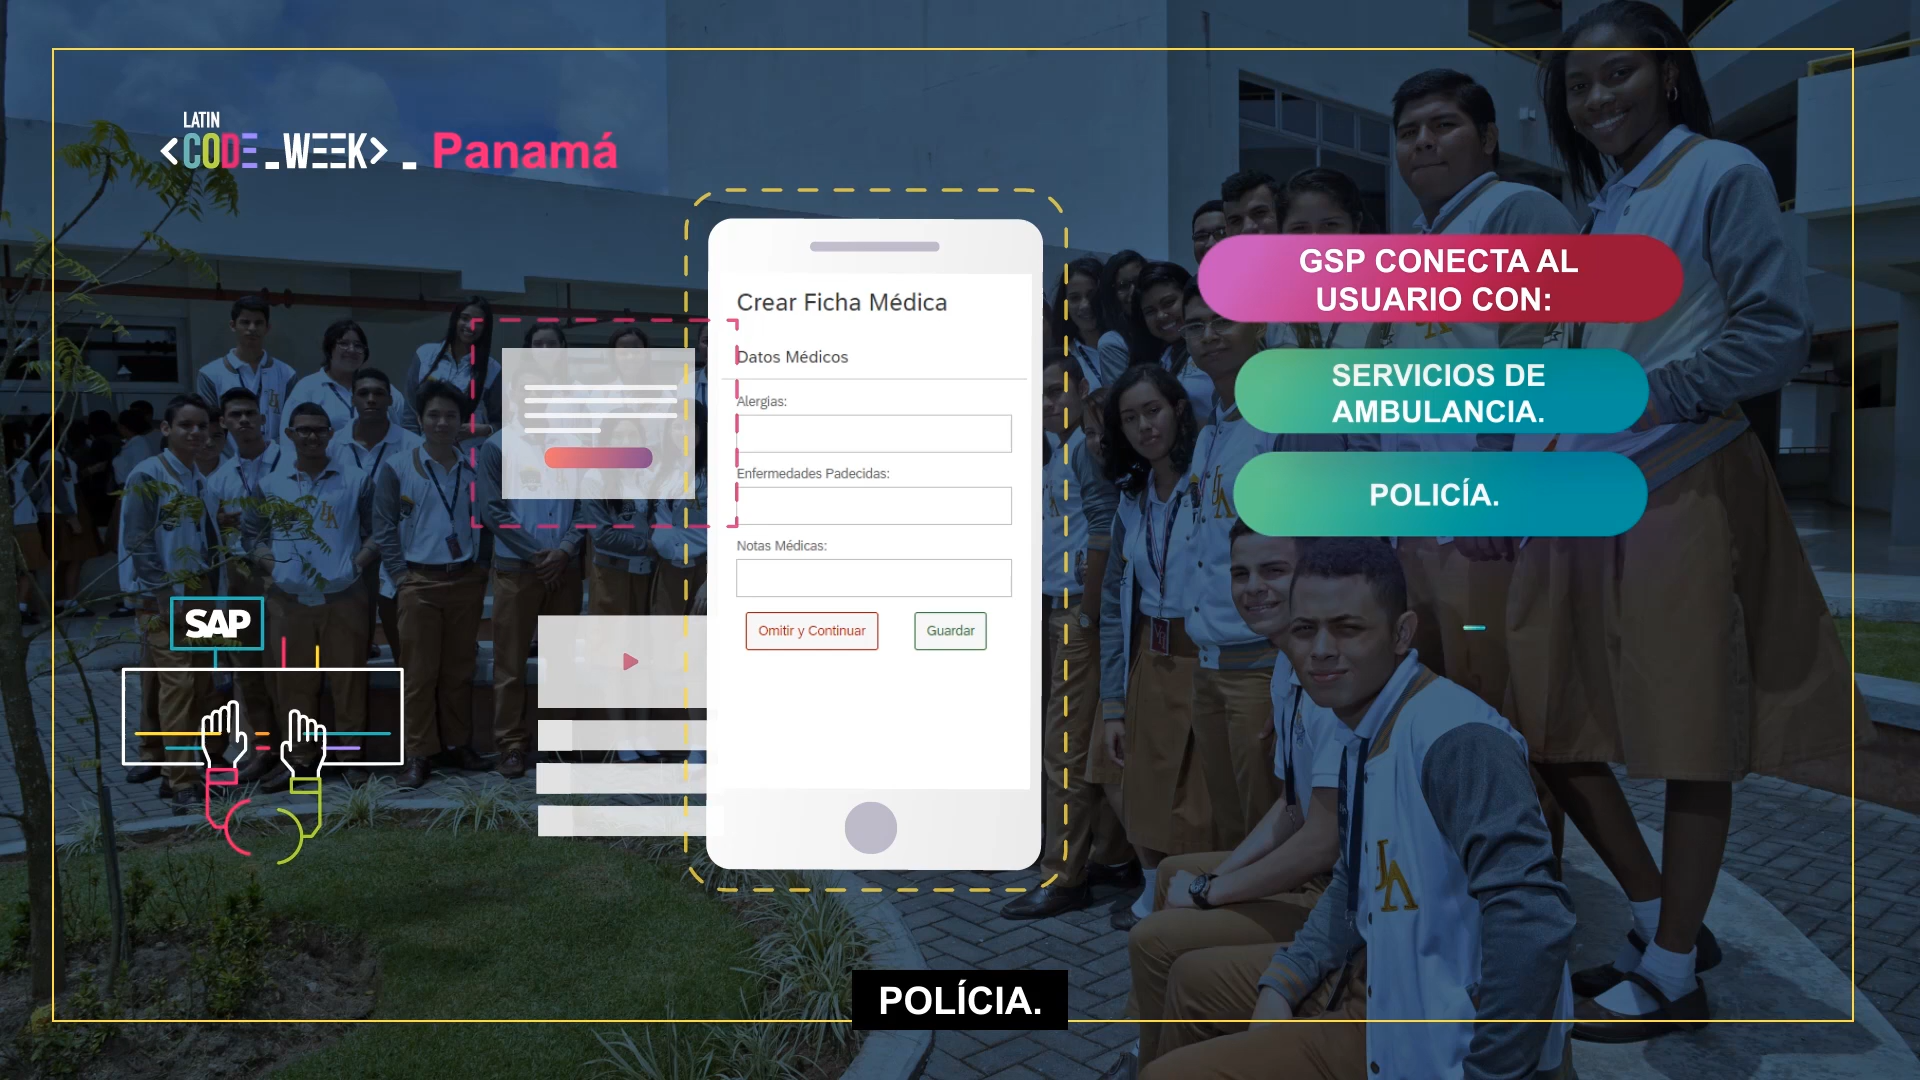 LATIN
<CODE_WEEK>_ Panamá
GSP CONECTA AL
USUARIO CON:
SERVICIOS DE
AMBULANCIA.
POLICÍA.
Crear Ficha Médica
Datos Médicos
Alergias:
Enfermedades Padecidas:
Notas Médicas:
Omitir y Continuar
Guardar
SAP
JA
POLÍCIA.